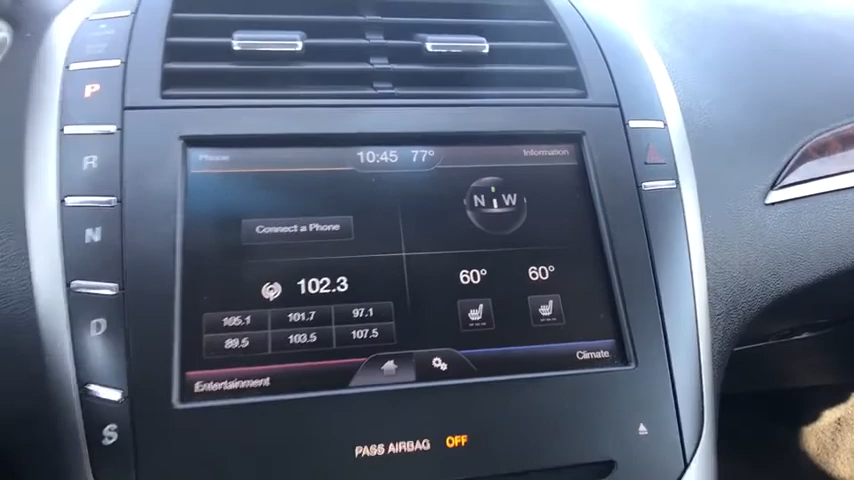 P
R
N
D
S
Phone
10:45 77°
Information
Connect a Phone
N W
102.3
105.1 101.7 97.1
89.5 103.5 107.5
60° 60°
Entertainment
Climate
PASS AIRBAG OFF